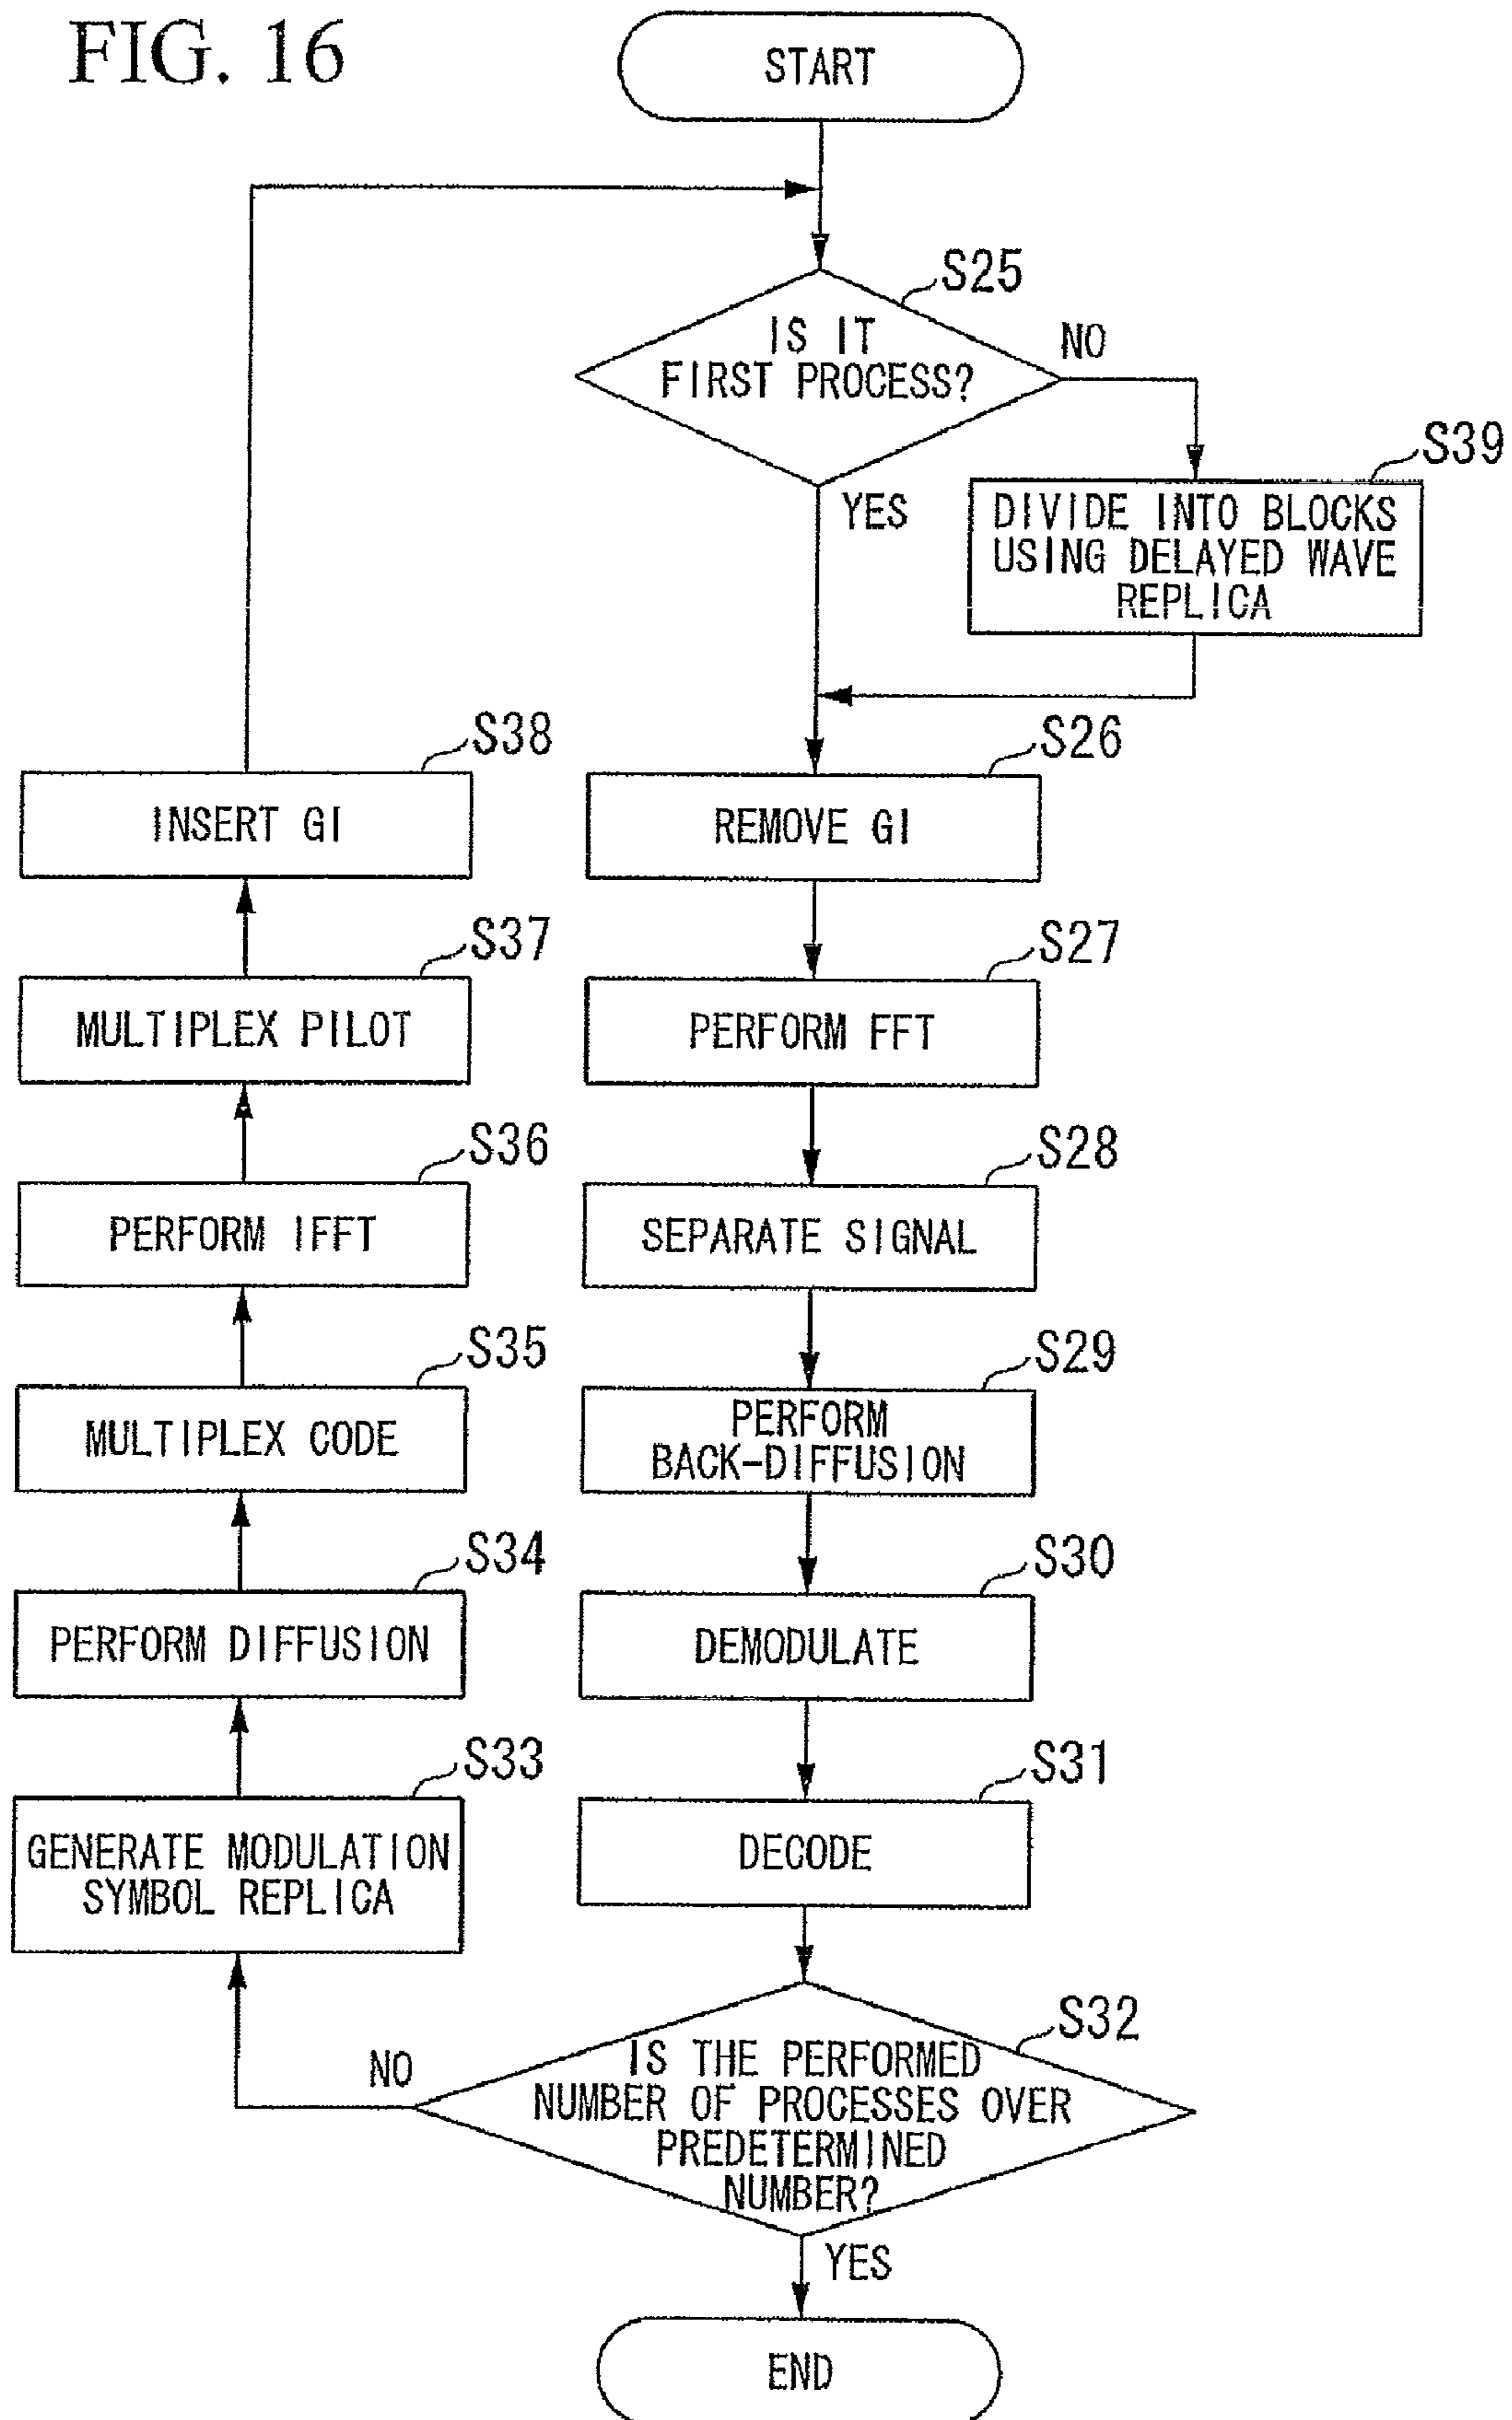 FIG. 16
START
S25
IS IT
FIRST PROCESS?
NO
YES
S39
DIVIDE INTO BLOCKS
USING DELAYED WAVE
REPLICA
S26
REMOVE GI
S27
PERFORM FFT
S28
SEPARATE SIGNAL
S29
PERFORM
BACK-DIFFUSION
S30
DEMODULATE
S31
DECODE
S32
IS THE PERFORMED
NUMBER OF PROCESSES OVER
PREDETERMINED
NUMBER?
NO
YES
END
S33
GENERATE MODULATION
SYMBOL REPLICA
S34
PERFORM DIFFUSION
S35
MULTIPLEX CODE
S36
PERFORM IFFT
S37
MULTIPLEX PILOT
S38
INSERT GI